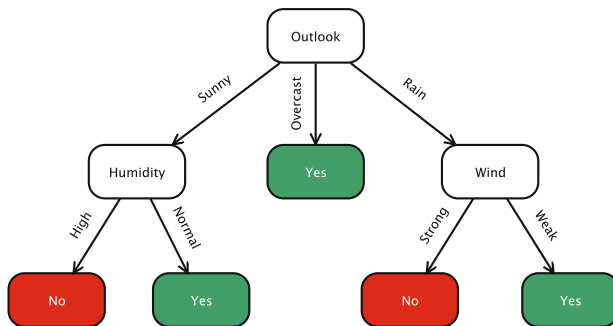 Outlook
Sunny
Overcast
Rain
Humidity
Yes
Wind
High
Normal
Strong
Weak
No
Yes
No
Yes